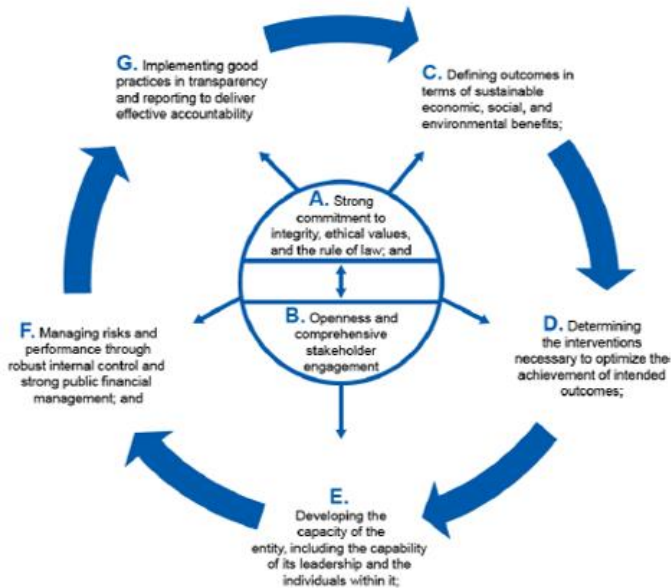 G. Implementing good
practices in transparency
and reporting to deliver
effective accountability
C. Defining outcomes in
terms of sustainable
economic, social, and
environmental benefits;
A. Strong
commitment to
integrity, ethical values,
and the rule of law; and
B. Openness and
comprehensive
stakeholder
engagement
F. Managing risks and
performance through
robust internal control and
strong public financial
management; and
D. Determining
the interventions
necessary to optimize the
achievement of intended
outcomes;
E.
Developing the
capacity of the
entity, including the capability
of its leadership and the
individuals within it;